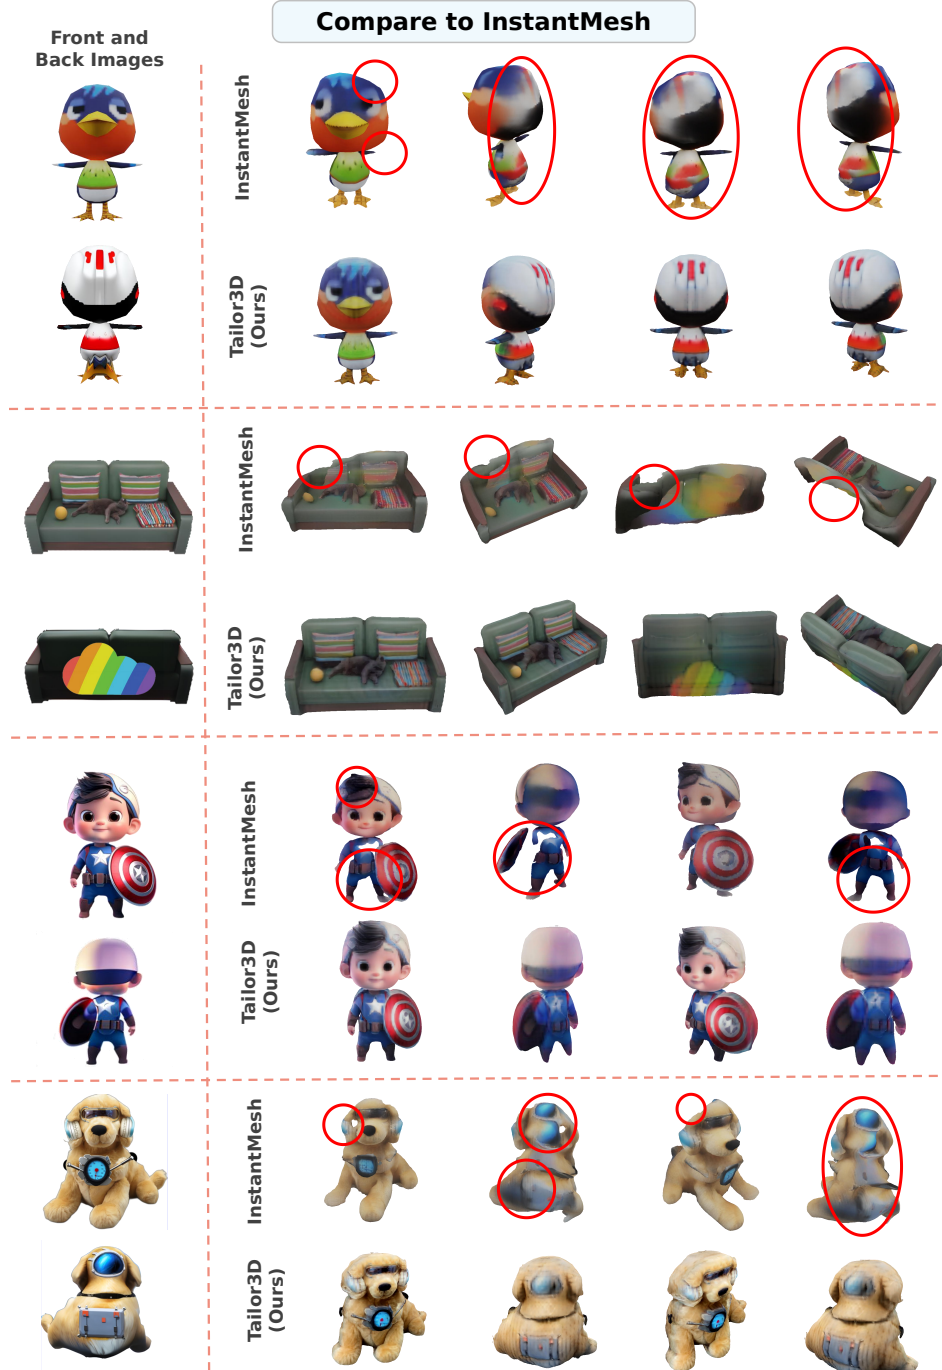 Compare to InstantMesh
Front and
Back Images
InstantMesh
Tailor3D
(Ours)
InstantMesh
Tailor3D
(Ours)
InstantMesh
Tailor3D
(Ours)
InstantMesh
Tailor3D
(Ours)